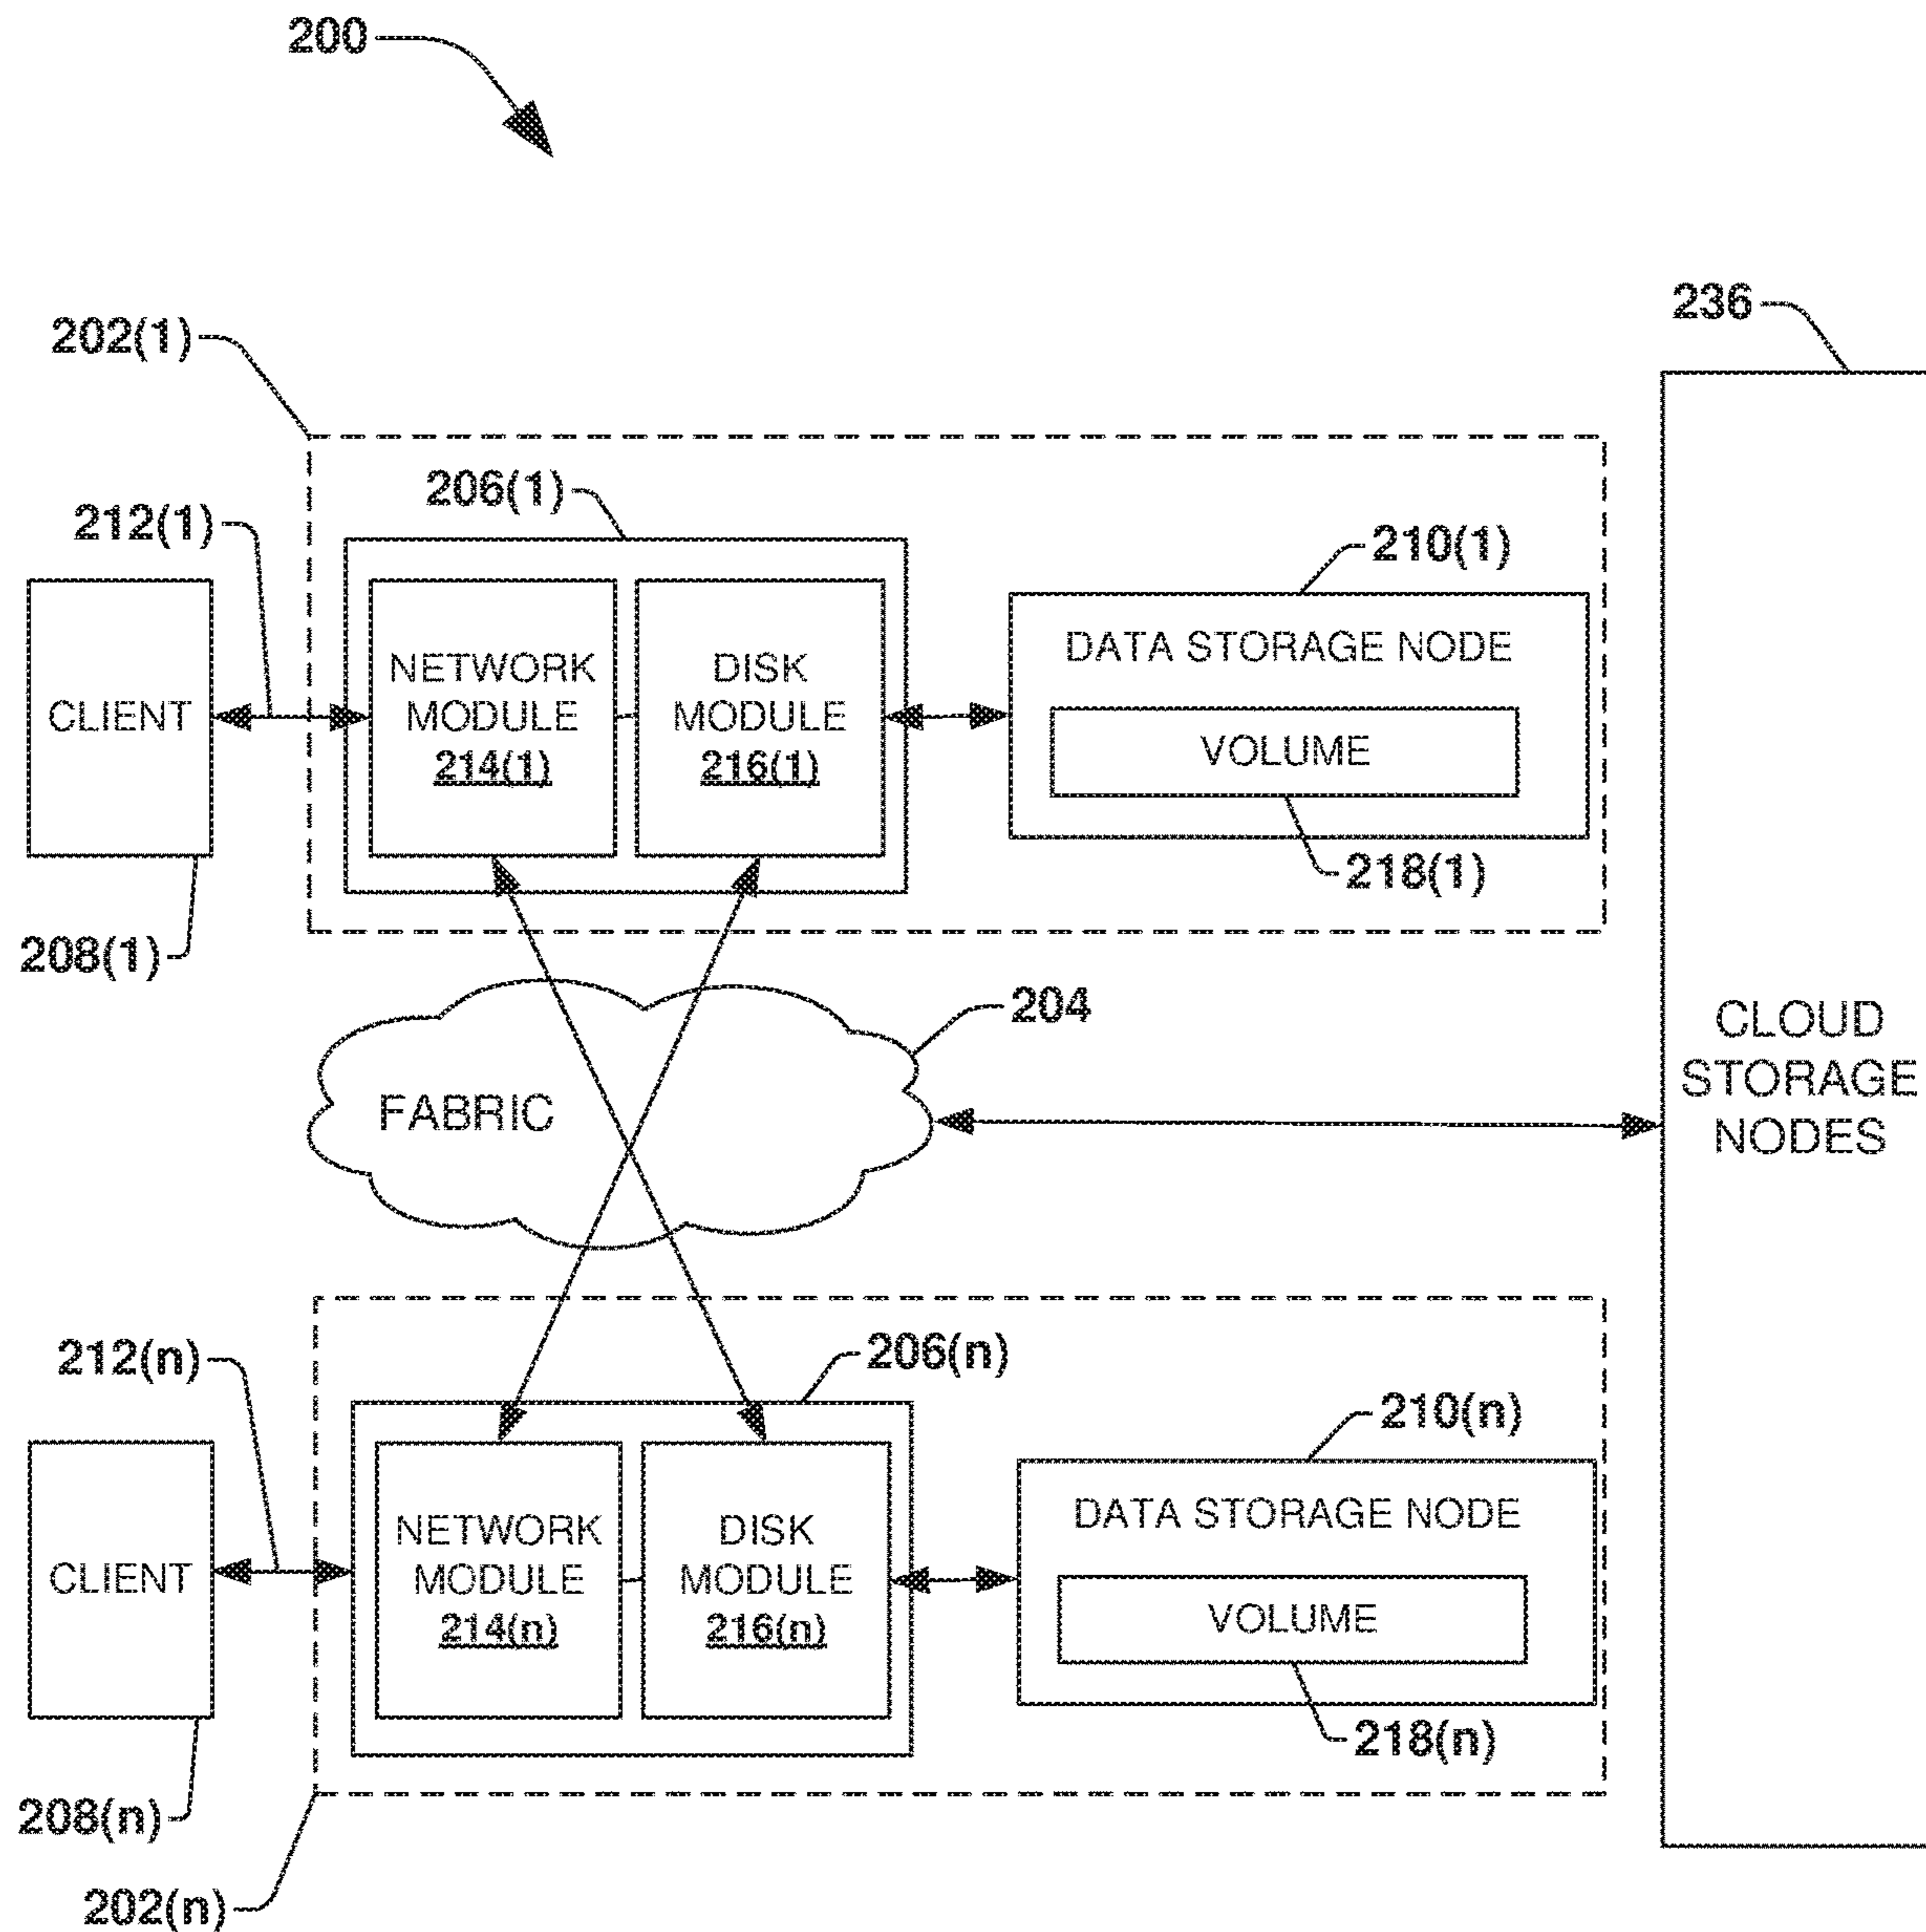 200
236
202(1)
206(1)
212(1)
210(1)
CLIENT
NETWORK
MODULE
214(1)
DISK
MODULE
216(1)
DATA STORAGE NODE
VOLUME
218(1)
208(1)
204
FABRIC
CLOUD
STORAGE
NODES
212(n)
206(n)
210(n)
CLIENT
NETWORK
MODULE
214(n)
DISK
MODULE
216(n)
DATA STORAGE NODE
VOLUME
218(n)
208(n)
202(n)